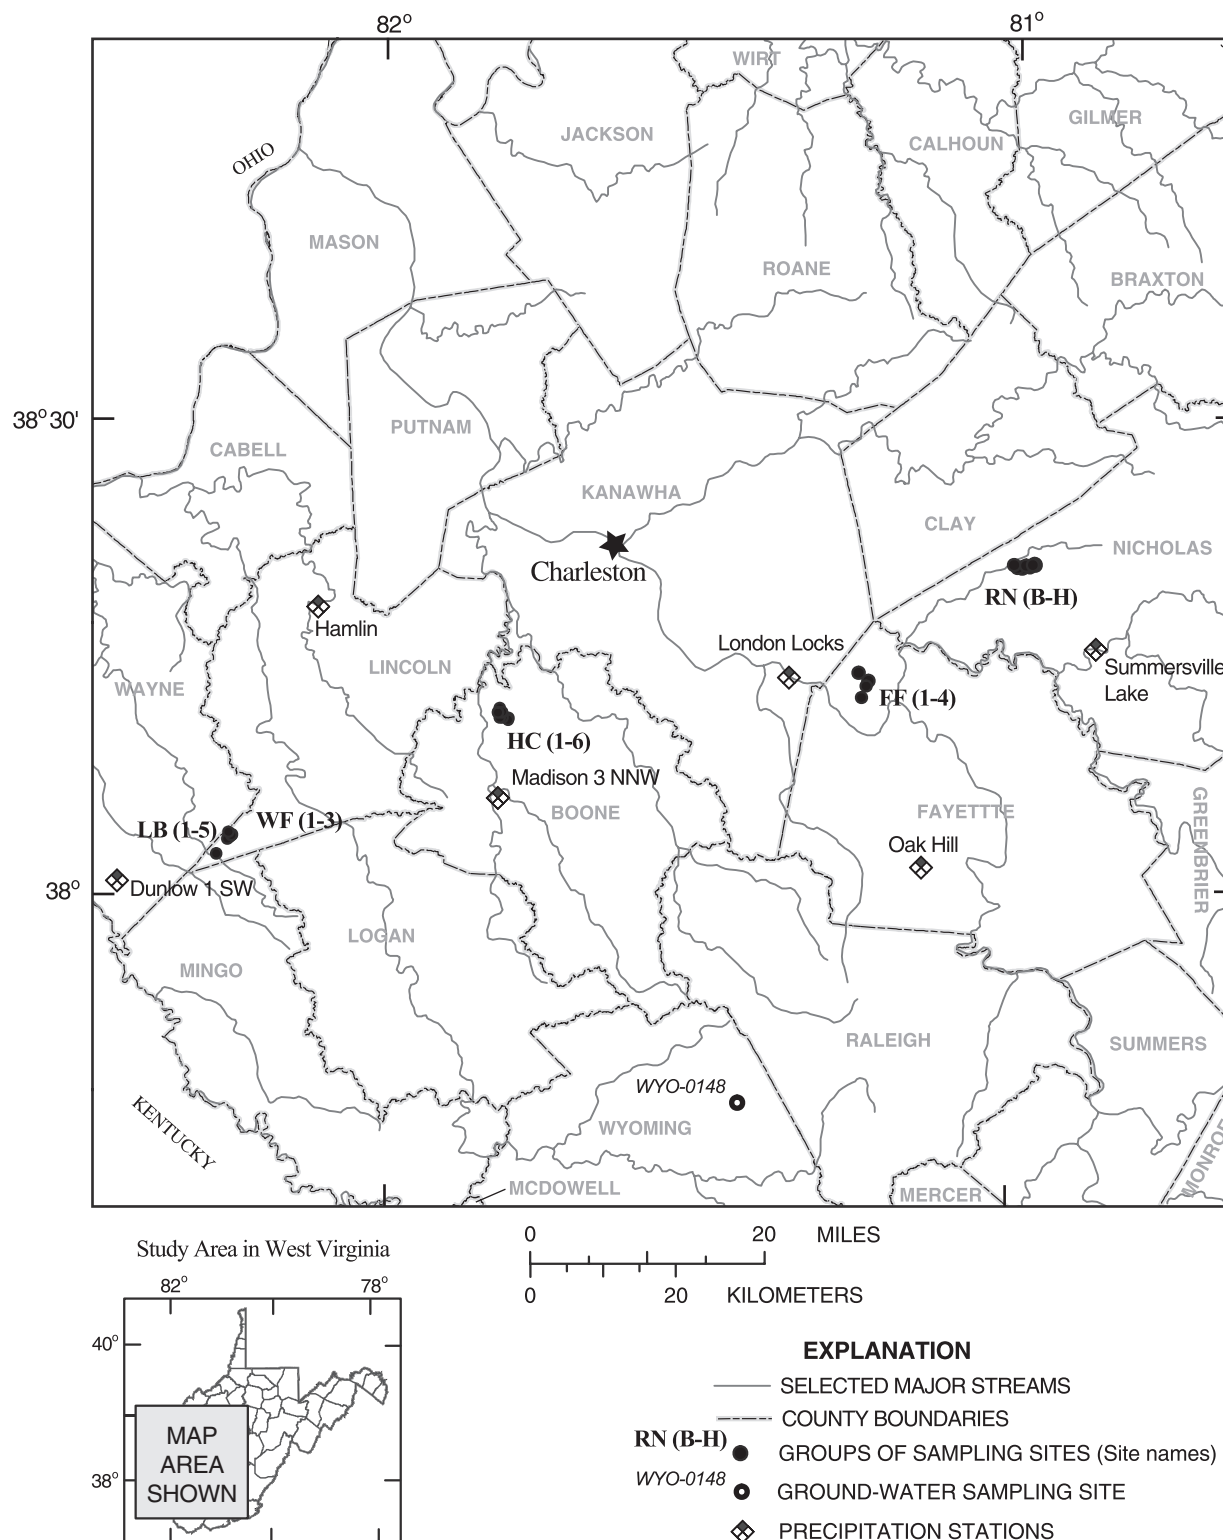 82° 81°
WIRT
GILMER
JACKSON
CALHOUN
OHIO
MASON
ROANE
BRAXTON
38°30'
PUTNAM
CABELL
KANAWHA
CLAY
NICHOLAS
Charleston
RN (B-H)
Hamlin
London Locks
LINCOLN
Summersville
Lake
WAYNE
FF (1-4)
HC (1-6)
Madison 3 NNW
BOONE
FAYETTTE
GREENBRIER
LB (1-5)
WF (1-3)
Oak Hill
38°
Dunlow 1 SW
LOGAN
MINGO
RALEIGH
SUMMERS
WYO-0148
KENTUCKY
WYOMING
MONROE
MCDOWELL
MERCER
0 20 MILES
0 20 KILOMETERS
Study Area in West Virginia
82° 78°
40°
38°
MAP
AREA
SHOWN
EXPLANATION
SELECTED MAJOR STREAMS
COUNTY BOUNDARIES
RN (B-H) GROUPS OF SAMPLING SITES (Site names)
WYO-0148 GROUND-WATER SAMPLING SITE
PRECIPITATION STATIONS